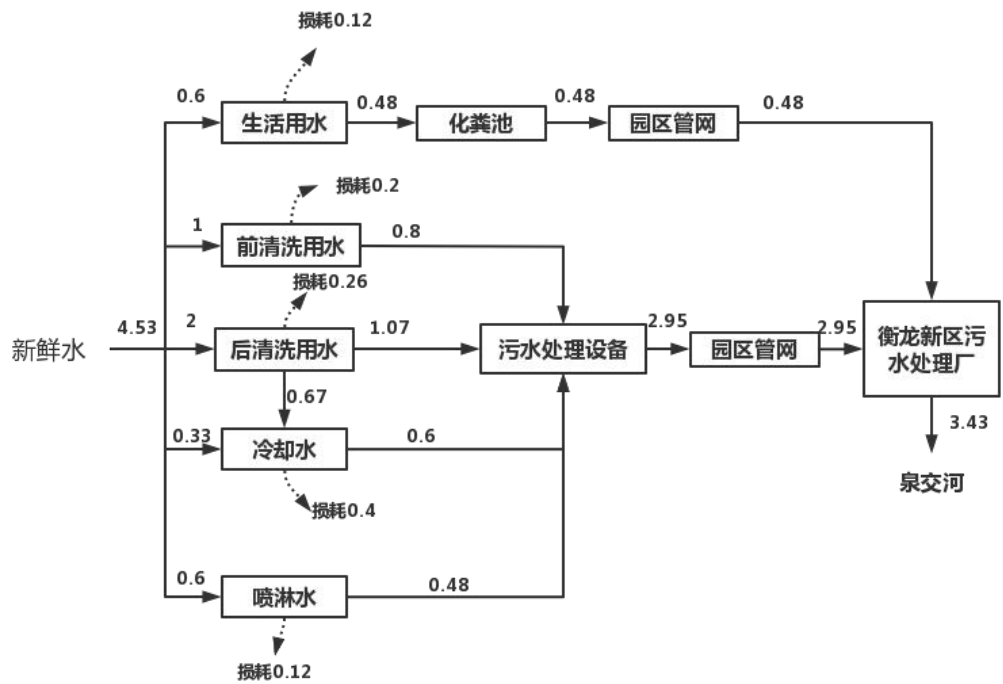 损耗0.12
0.6
生活用水
0.48
化粪池
0.48
园区管网
0.48
损耗0.2
1
前清洗用水
0.8
损耗0.26
新鲜水
4.53
2
后清洗用水
1.07
污水处理设备
2.95
园区管网
2.95
衡龙新区污
水处理厂
0.67
0.33
冷却水
0.6
3.43
泉交河
损耗0.4
0.6
喷淋水
0.48
损耗0.12